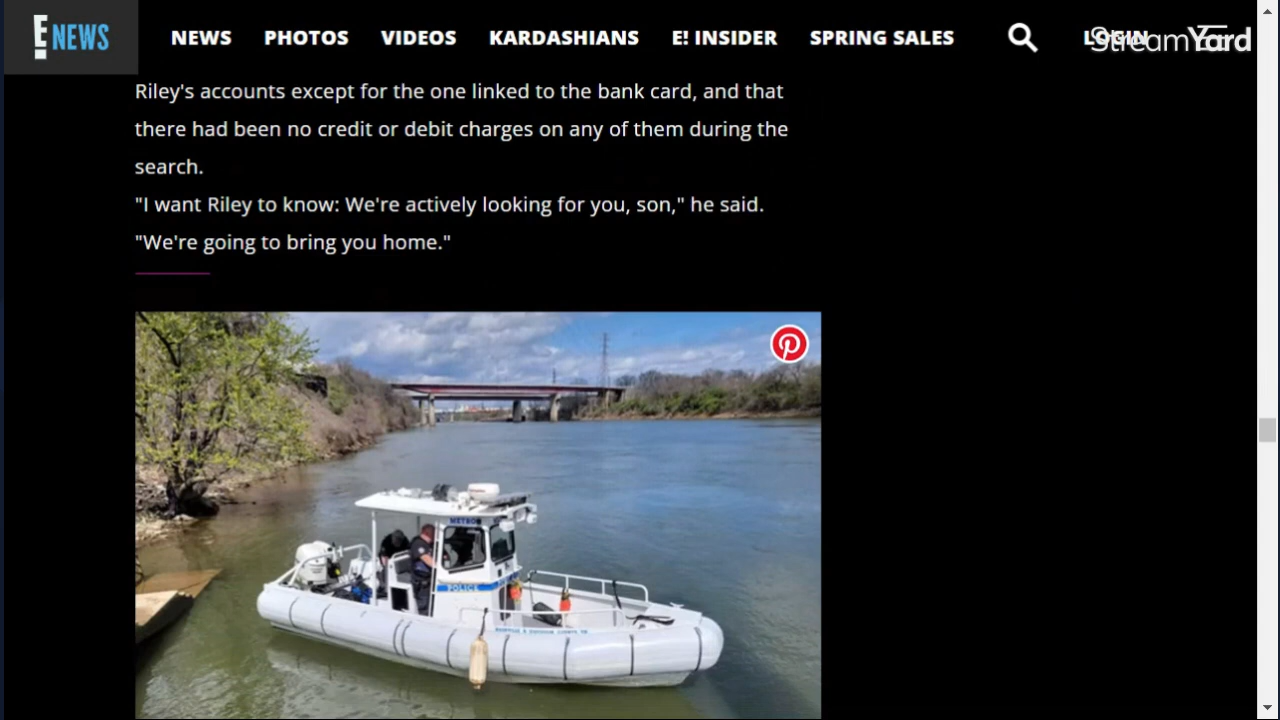 E NEWS
NEWS PHOTOS VIDEOS KARDASHIANS E! INSIDER SPRING SALES LOGIN
StreamYard
Riley's accounts except for the one linked to the bank card, and that
there had been no credit or debit charges on any of them during the
search.
"I want Riley to know: We're actively looking for you, son," he said.
"We're going to bring you home."
METRO
POLICE